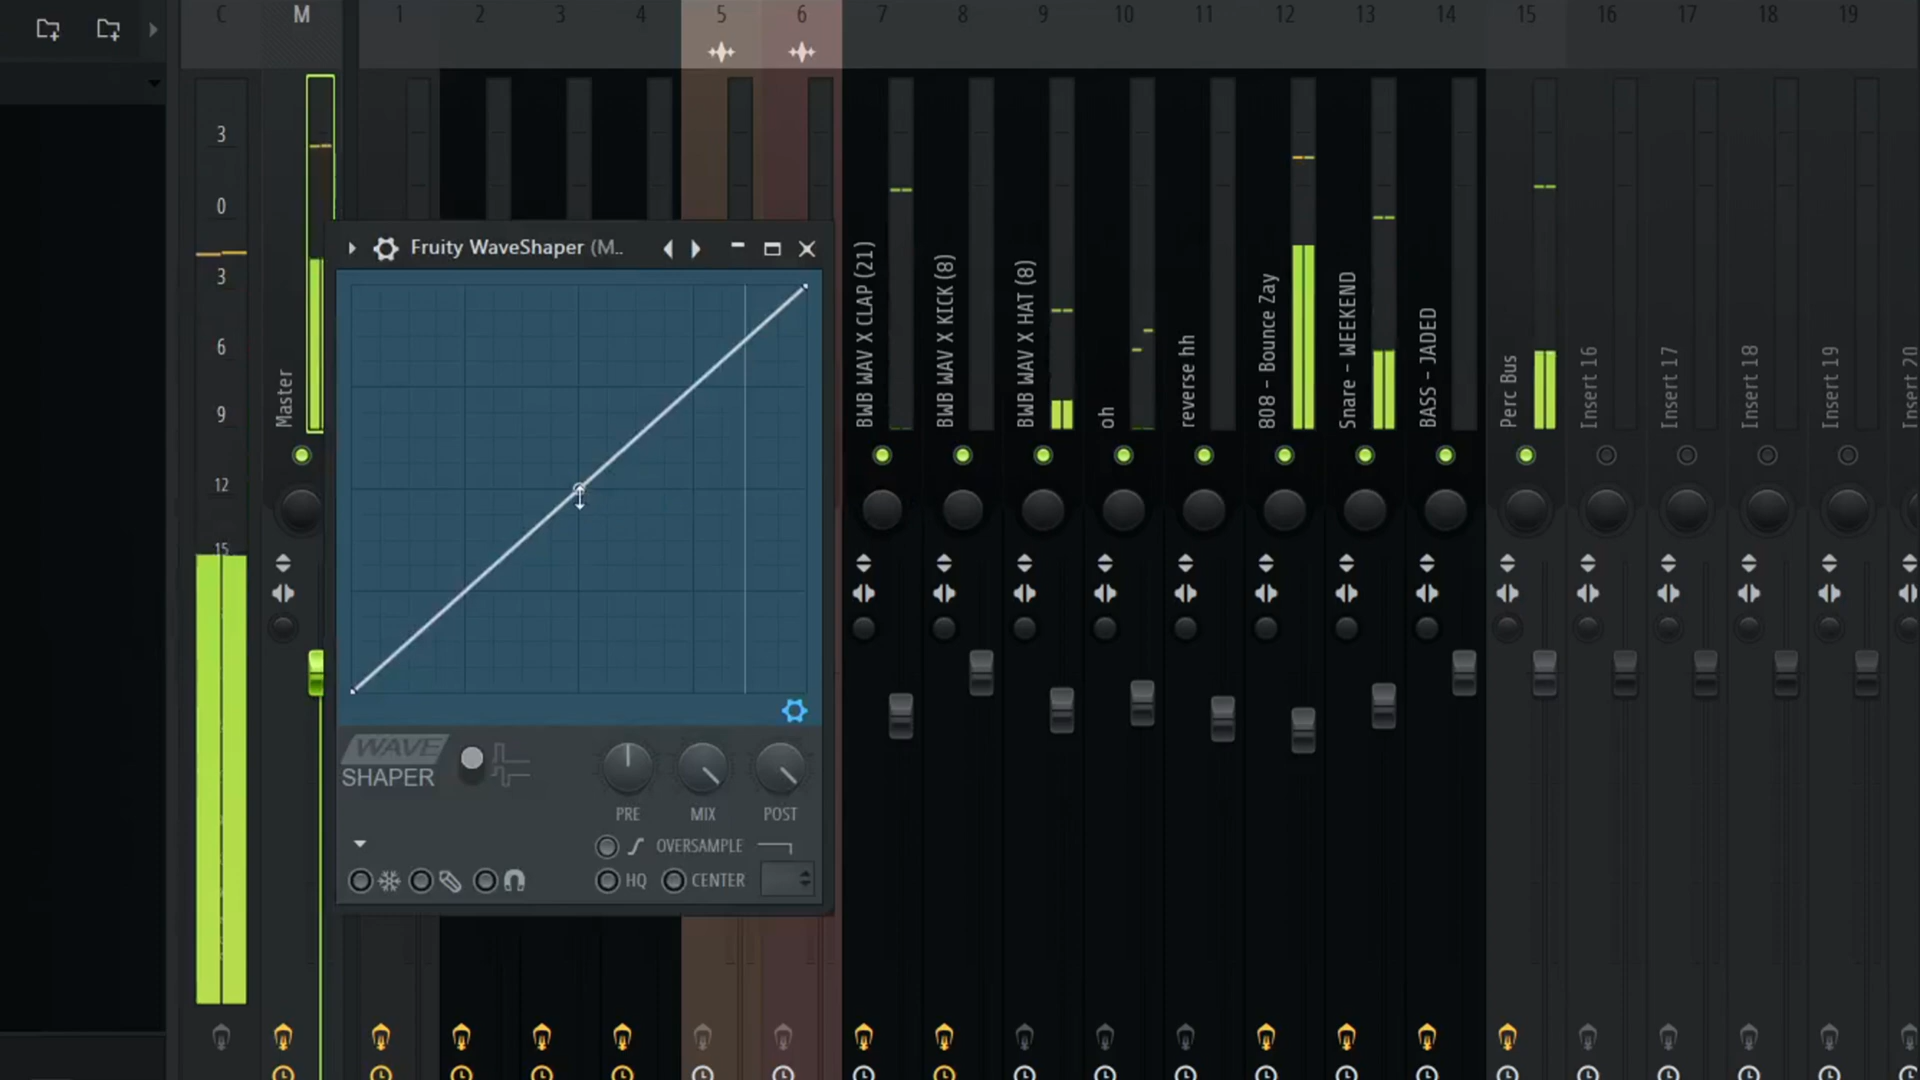 C M 1 2 3 4 5 6 7 8 9 10 11 12 13 14 15 16 17 18 19
3
0
3
6
9
12
15
Master
Fruity WaveShaper (M..
WAVE
SHAPER
PRE MIX POST
OVERSAMPLE
HQ CENTER
BWB WAV X CLAP (21)
BWB WAV X KICK (8)
BWB WAV X HAT (8)
oh
reverse hh
808 - Bounce Zay
Snare - WEEKEND
BASS - JADED
Perc Bus
Insert 16
Insert 17
Insert 18
Insert 19
Insert 20